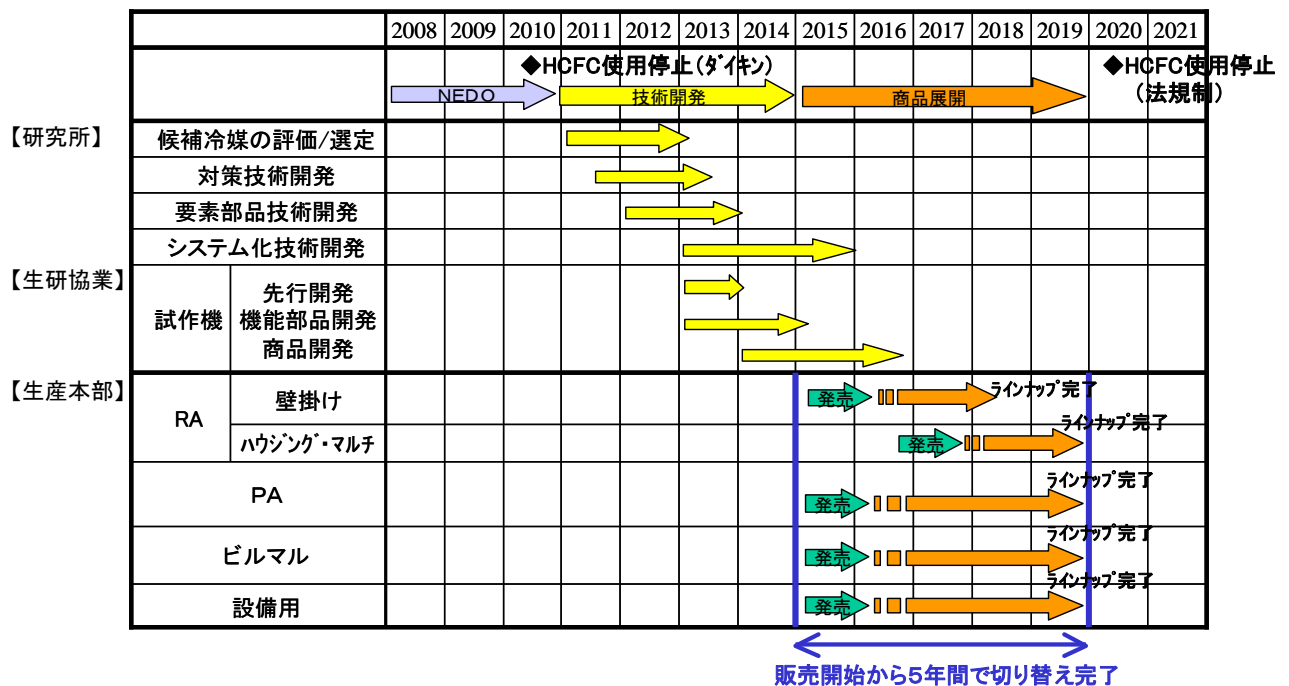 2008 2009 2010 2011 2012 2013 2014 2015 2016 2017 2018 2019 2020 2021
◆HCFC使用停止(ダイキン)
◆HCFC使用停止
(法規制)
NEDO 技術開発 商品展開
【研究所】
候補冷媒の評価/選定
対策技術開発
要素部品技術開発
システム化技術開発
【生研協業】
試作機
先行開発
機能部品開発
商品開発
【生産本部】
RA
壁掛け 発売 ラインナップ完了
ハウジング・マルチ 発売 ラインナップ完了
PA 発売 ラインナップ完了
ビルマル 発売 ラインナップ完了
設備用 発売 ラインナップ完了
販売開始から5年間で切り替え完了